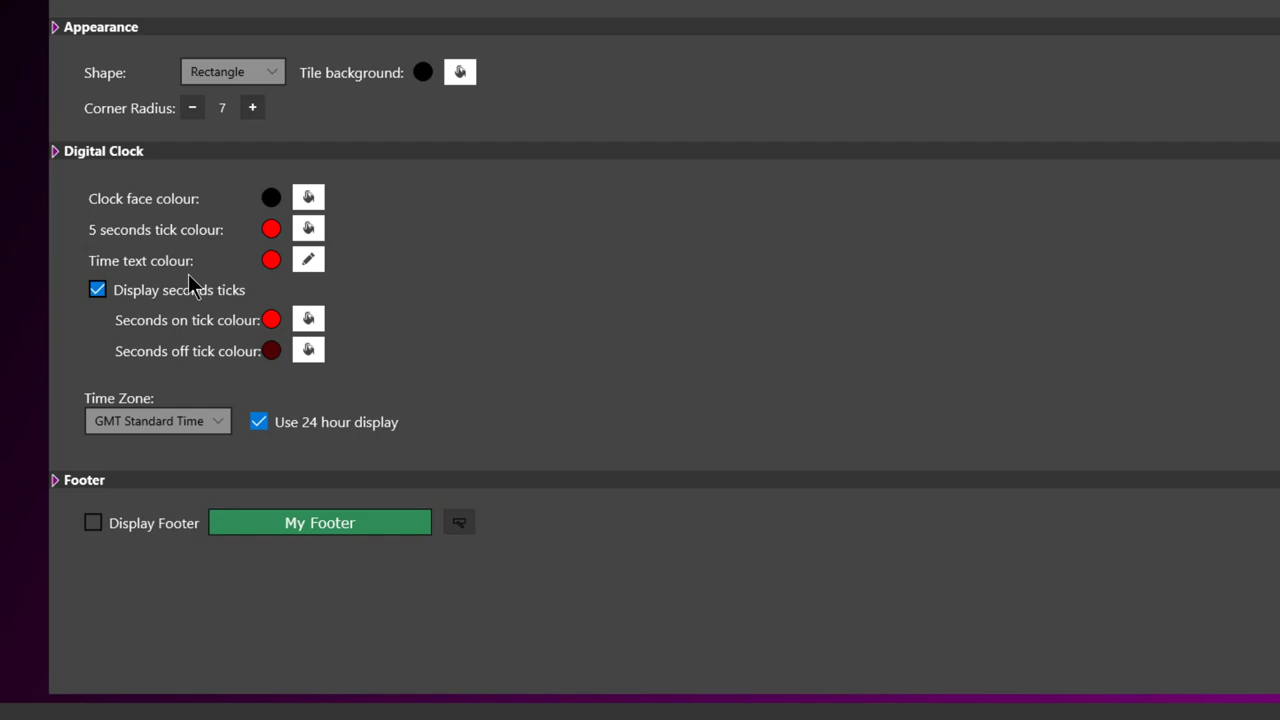 Appearance
Shape: Rectangle Tile background:
Corner Radius: - 7 +
Digital Clock
Clock face colour:
5 seconds tick colour:
Time text colour:
Display seconds ticks
Seconds on tick colour:
Seconds off tick colour:
Time Zone:
GMT Standard Time Use 24 hour display
Footer
Display Footer My Footer